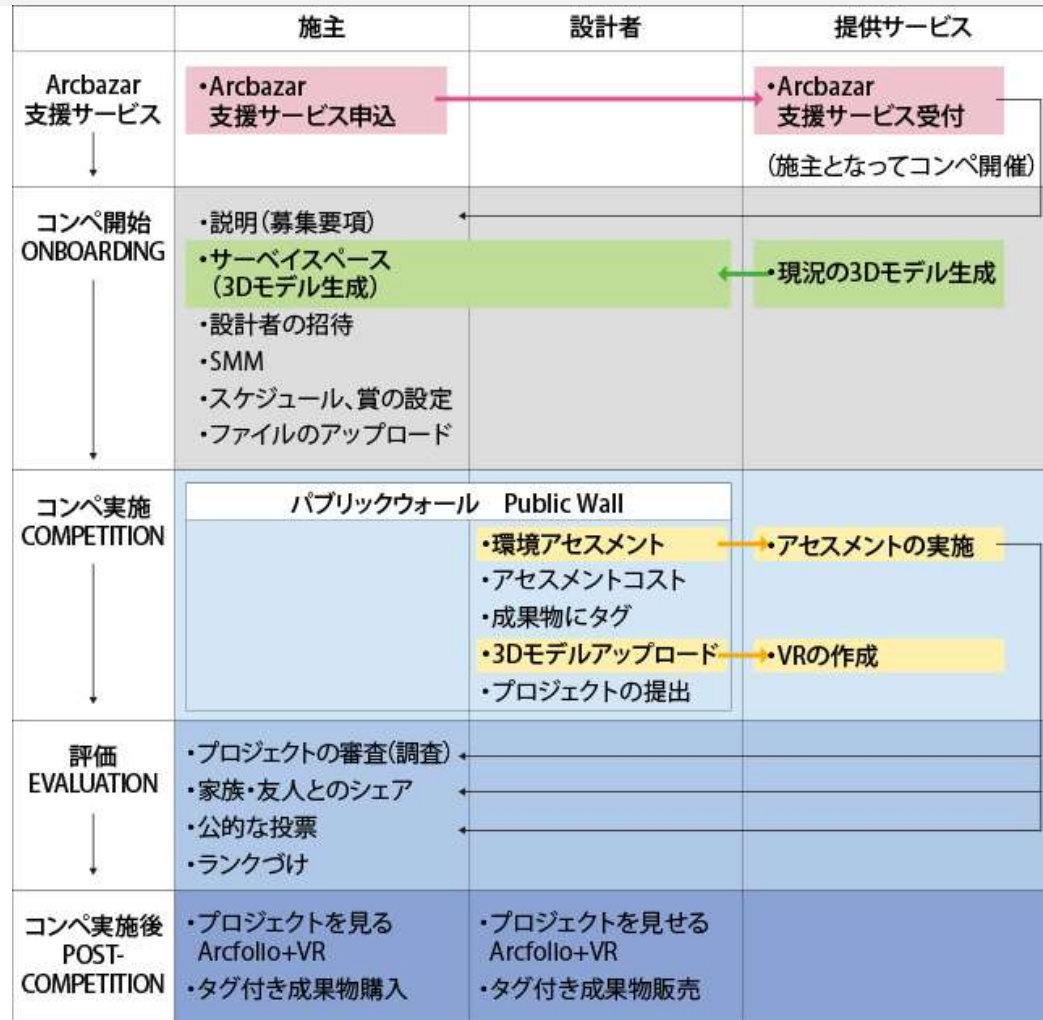 施主 設計者 提供サービス
Arcbazar
支援サービス
・Arcbazar
支援サービス申込
・Arcbazar
支援サービス受付
(施主となってコンペ開催)
コンペ開始
ONBOARDING
・説明(募集要項)
・サーベイスペース
(3Dモデル生成)
・設計者の招待
・SMM
・スケジュール、賞の設定
・ファイルのアップロード
・現況の3Dモデル生成
コンペ実施
COMPETITION
パブリックウォール Public Wall
・環境アセスメント
・アセスメントコスト
・成果物にタグ
・3Dモデルアップロード
・プロジェクトの提出
・アセスメントの実施
・VRの作成
評価
EVALUATION
・プロジェクトの審査(調査)
・家族・友人とのシェア
・公的な投票
・ランクづけ
コンペ実施後
POST-
COMPETITION
・プロジェクトを見る
Arcfolio+VR
・タグ付き成果物購入
・プロジェクトを見せる
Arcfolio+VR
・タグ付き成果物販売